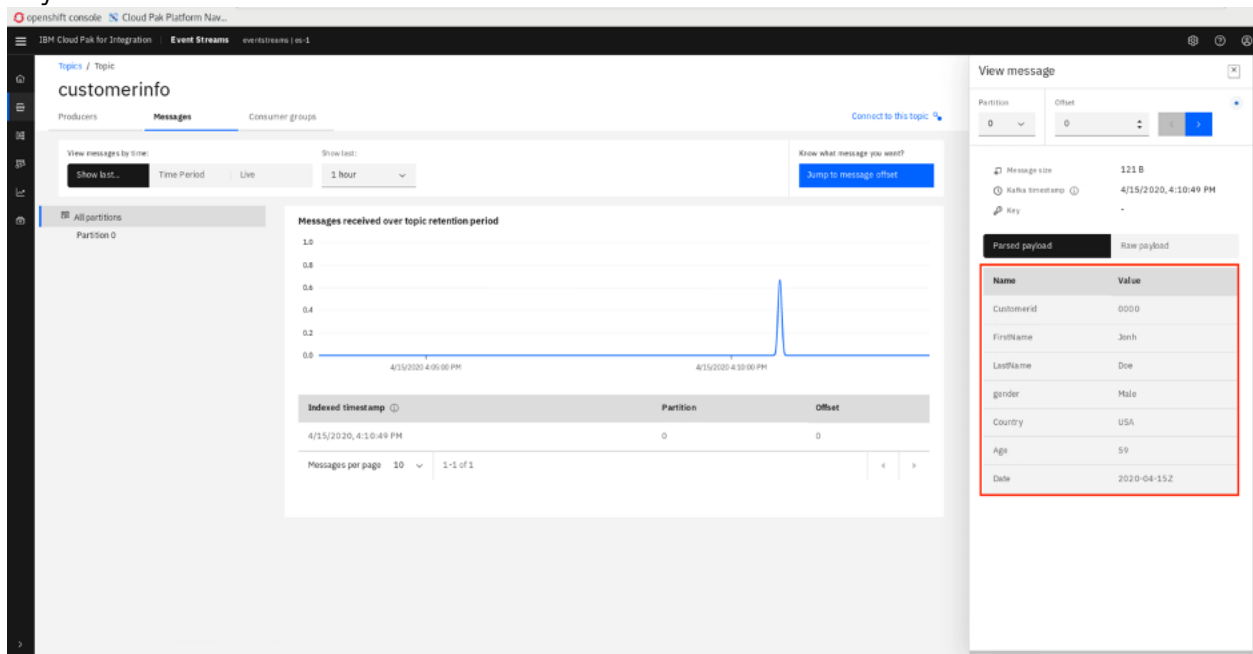 openshift console Cloud Pak Platform Nav...
IBM Cloud Pak for Integration Event Streams eventstreams | es-1
Topics / Topic
customerinfo
Producers Messages Consumer groups Connect to this topic
View messages by time: Show last: Know what message you want?
Show last... Time Period Live 1 hour Jump to message offset
All partitions
Partition 0
Messages received over topic retention period
1.0
0.8
0.6
0.4
0.2
0.0
4/15/2020 4:05:00 PM 4/15/2020 4:10:00 PM
Indexed timestamp Partition Offset
4/15/2020, 4:10:49 PM 0 0
Messages per page 10 1-1 of 1
View message
Partition Offset
0 0
Message size 121 B
Kafka timestamp 4/15/2020, 4:10:49 PM
Key -
Parsed payload Raw payload
Name Value
Customerid 0000
FirstName Jonh
LastName Doe
gender Male
Country USA
Age 59
Date 2020-04-15Z